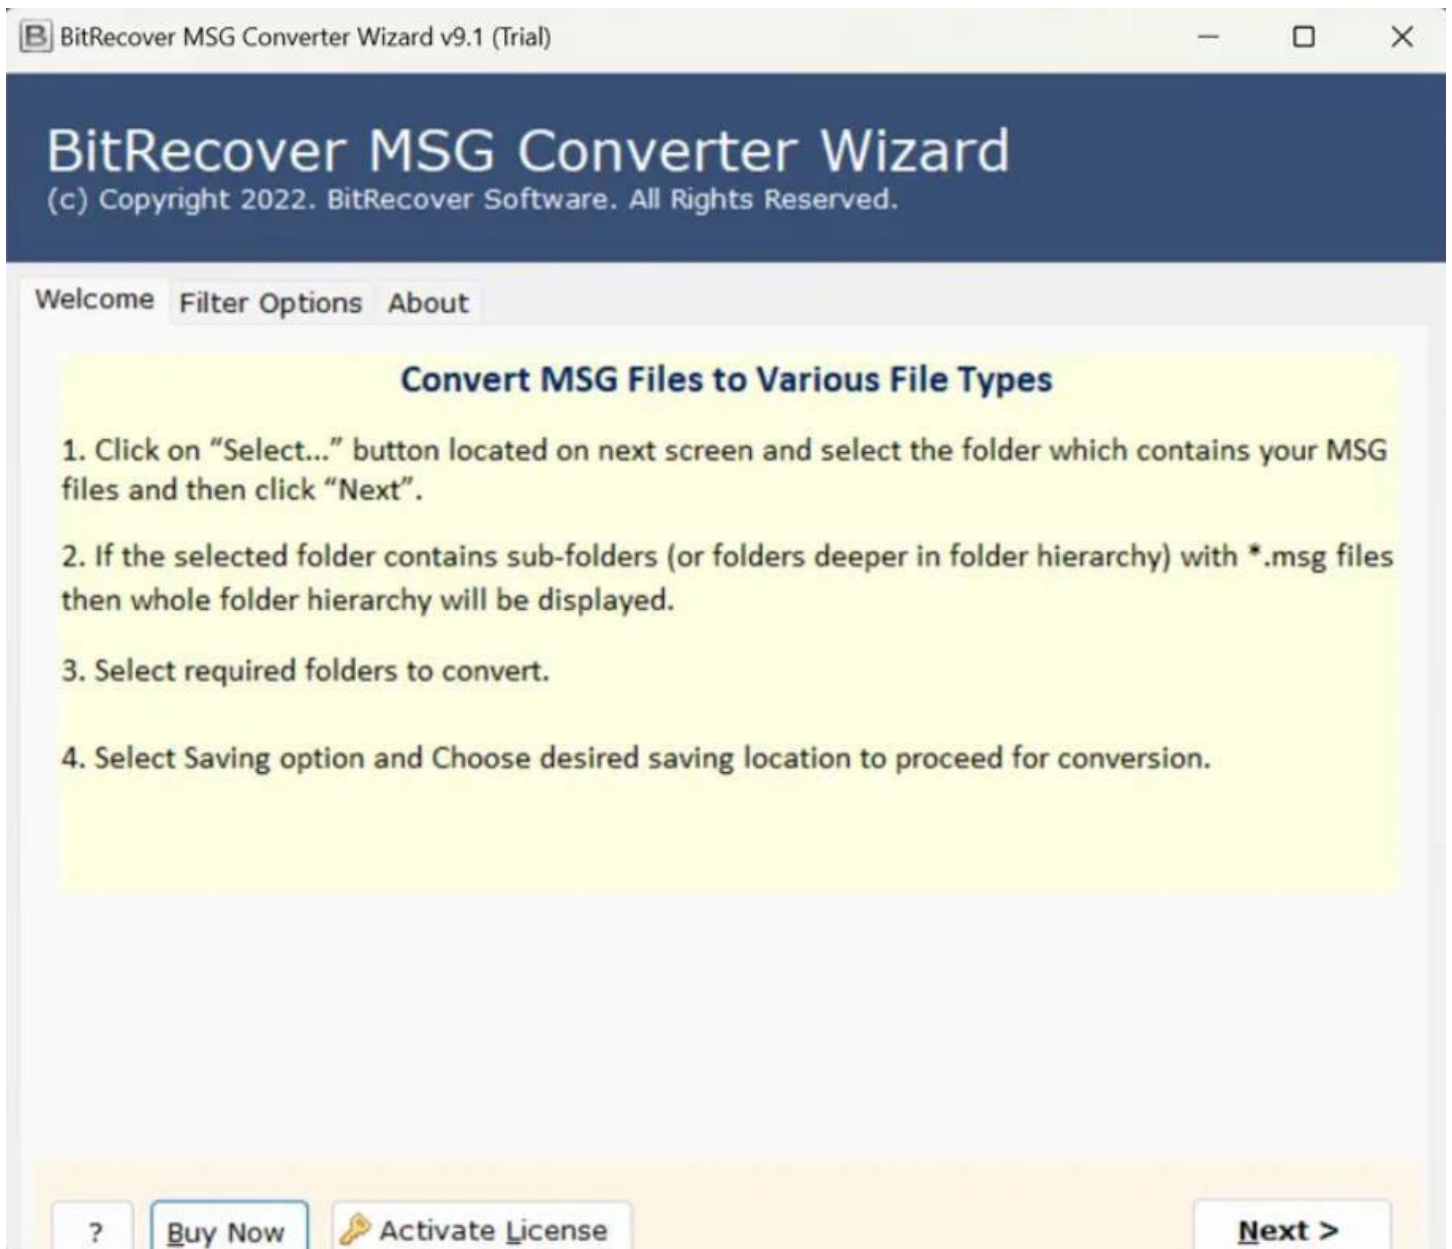 B BitRecover MSG Converter Wizard v9.1 (Trial)
BitRecover MSG Converter Wizard
(c) Copyright 2022. BitRecover Software. All Rights Reserved.
Welcome Filter Options About
Convert MSG Files to Various File Types
1. Click on “Select...” button located on next screen and select the folder which contains your MSG
files and then click “Next”.
2. If the selected folder contains sub-folders (or folders deeper in folder hierarchy) with *.msg files
then whole folder hierarchy will be displayed.
3. Select required folders to convert.
4. Select Saving option and Choose desired saving location to proceed for conversion.
? Buy Now Activate License Next >